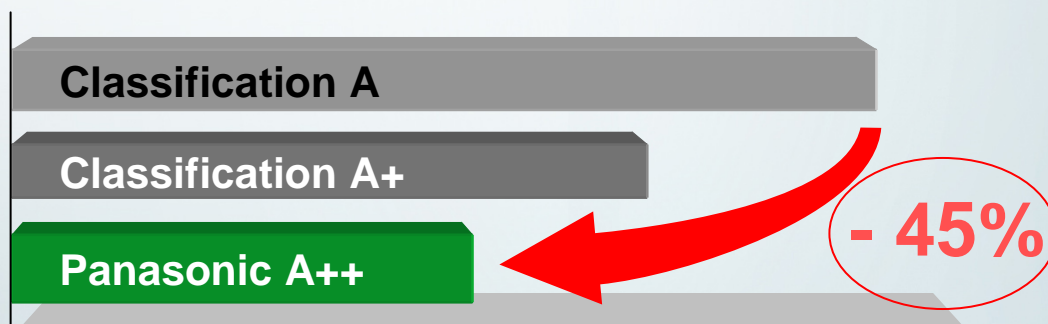 Classification A
Classification A+
- 45%
Panasonic A++